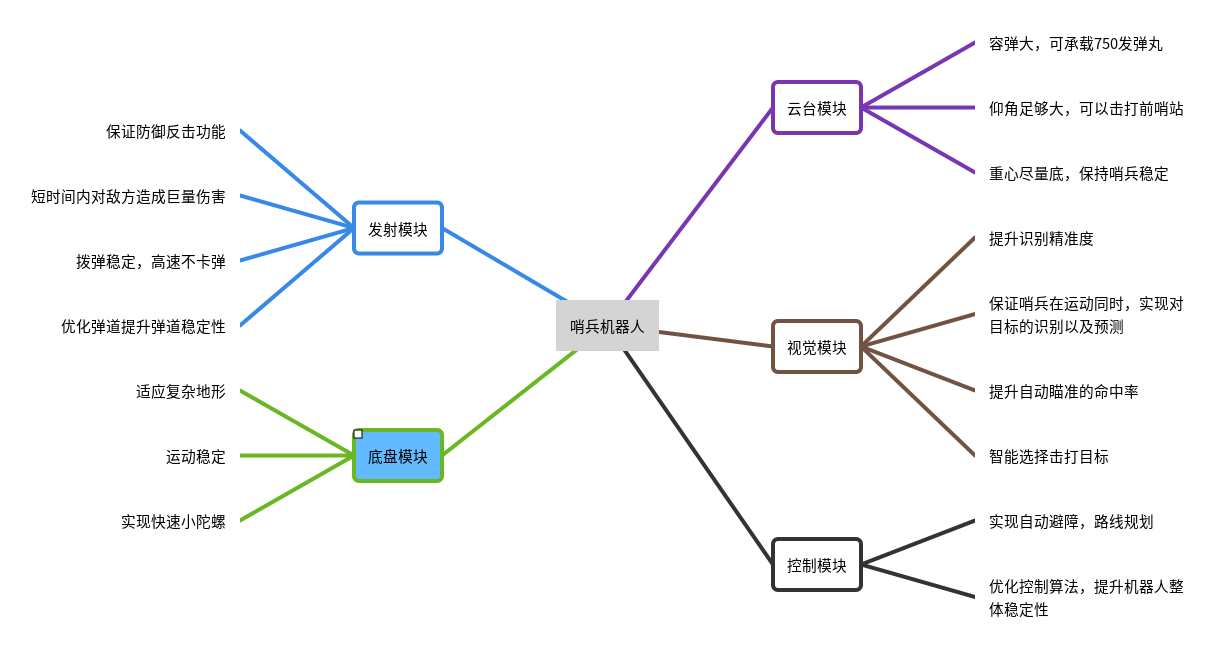 哨兵机器人
发射模块
保证防御反击功能
短时间内对敌方造成巨量伤害
拨弹稳定，高速不卡弹
优化弹道提升弹道稳定性
底盘模块
适应复杂地形
运动稳定
实现快速小陀螺
云台模块
容弹大，可承载750发弹丸
仰角足够大，可以击打前哨站
重心尽量底，保持哨兵稳定
视觉模块
提升识别精准度
保证哨兵在运动同时，实现对
目标的识别以及预测
提升自动瞄准的命中率
智能选择击打目标
控制模块
实现自动避障，路线规划
优化控制算法，提升机器人整
体稳定性